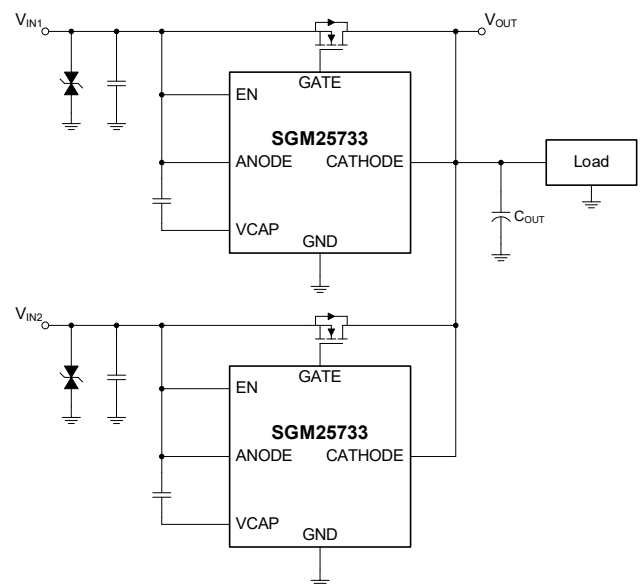 VIN1
VOUT
GATE
EN
SGM25733
ANODE CATHODE
VCAP
GND
Load
COUT
VIN2
GATE
EN
SGM25733
ANODE CATHODE
VCAP
GND